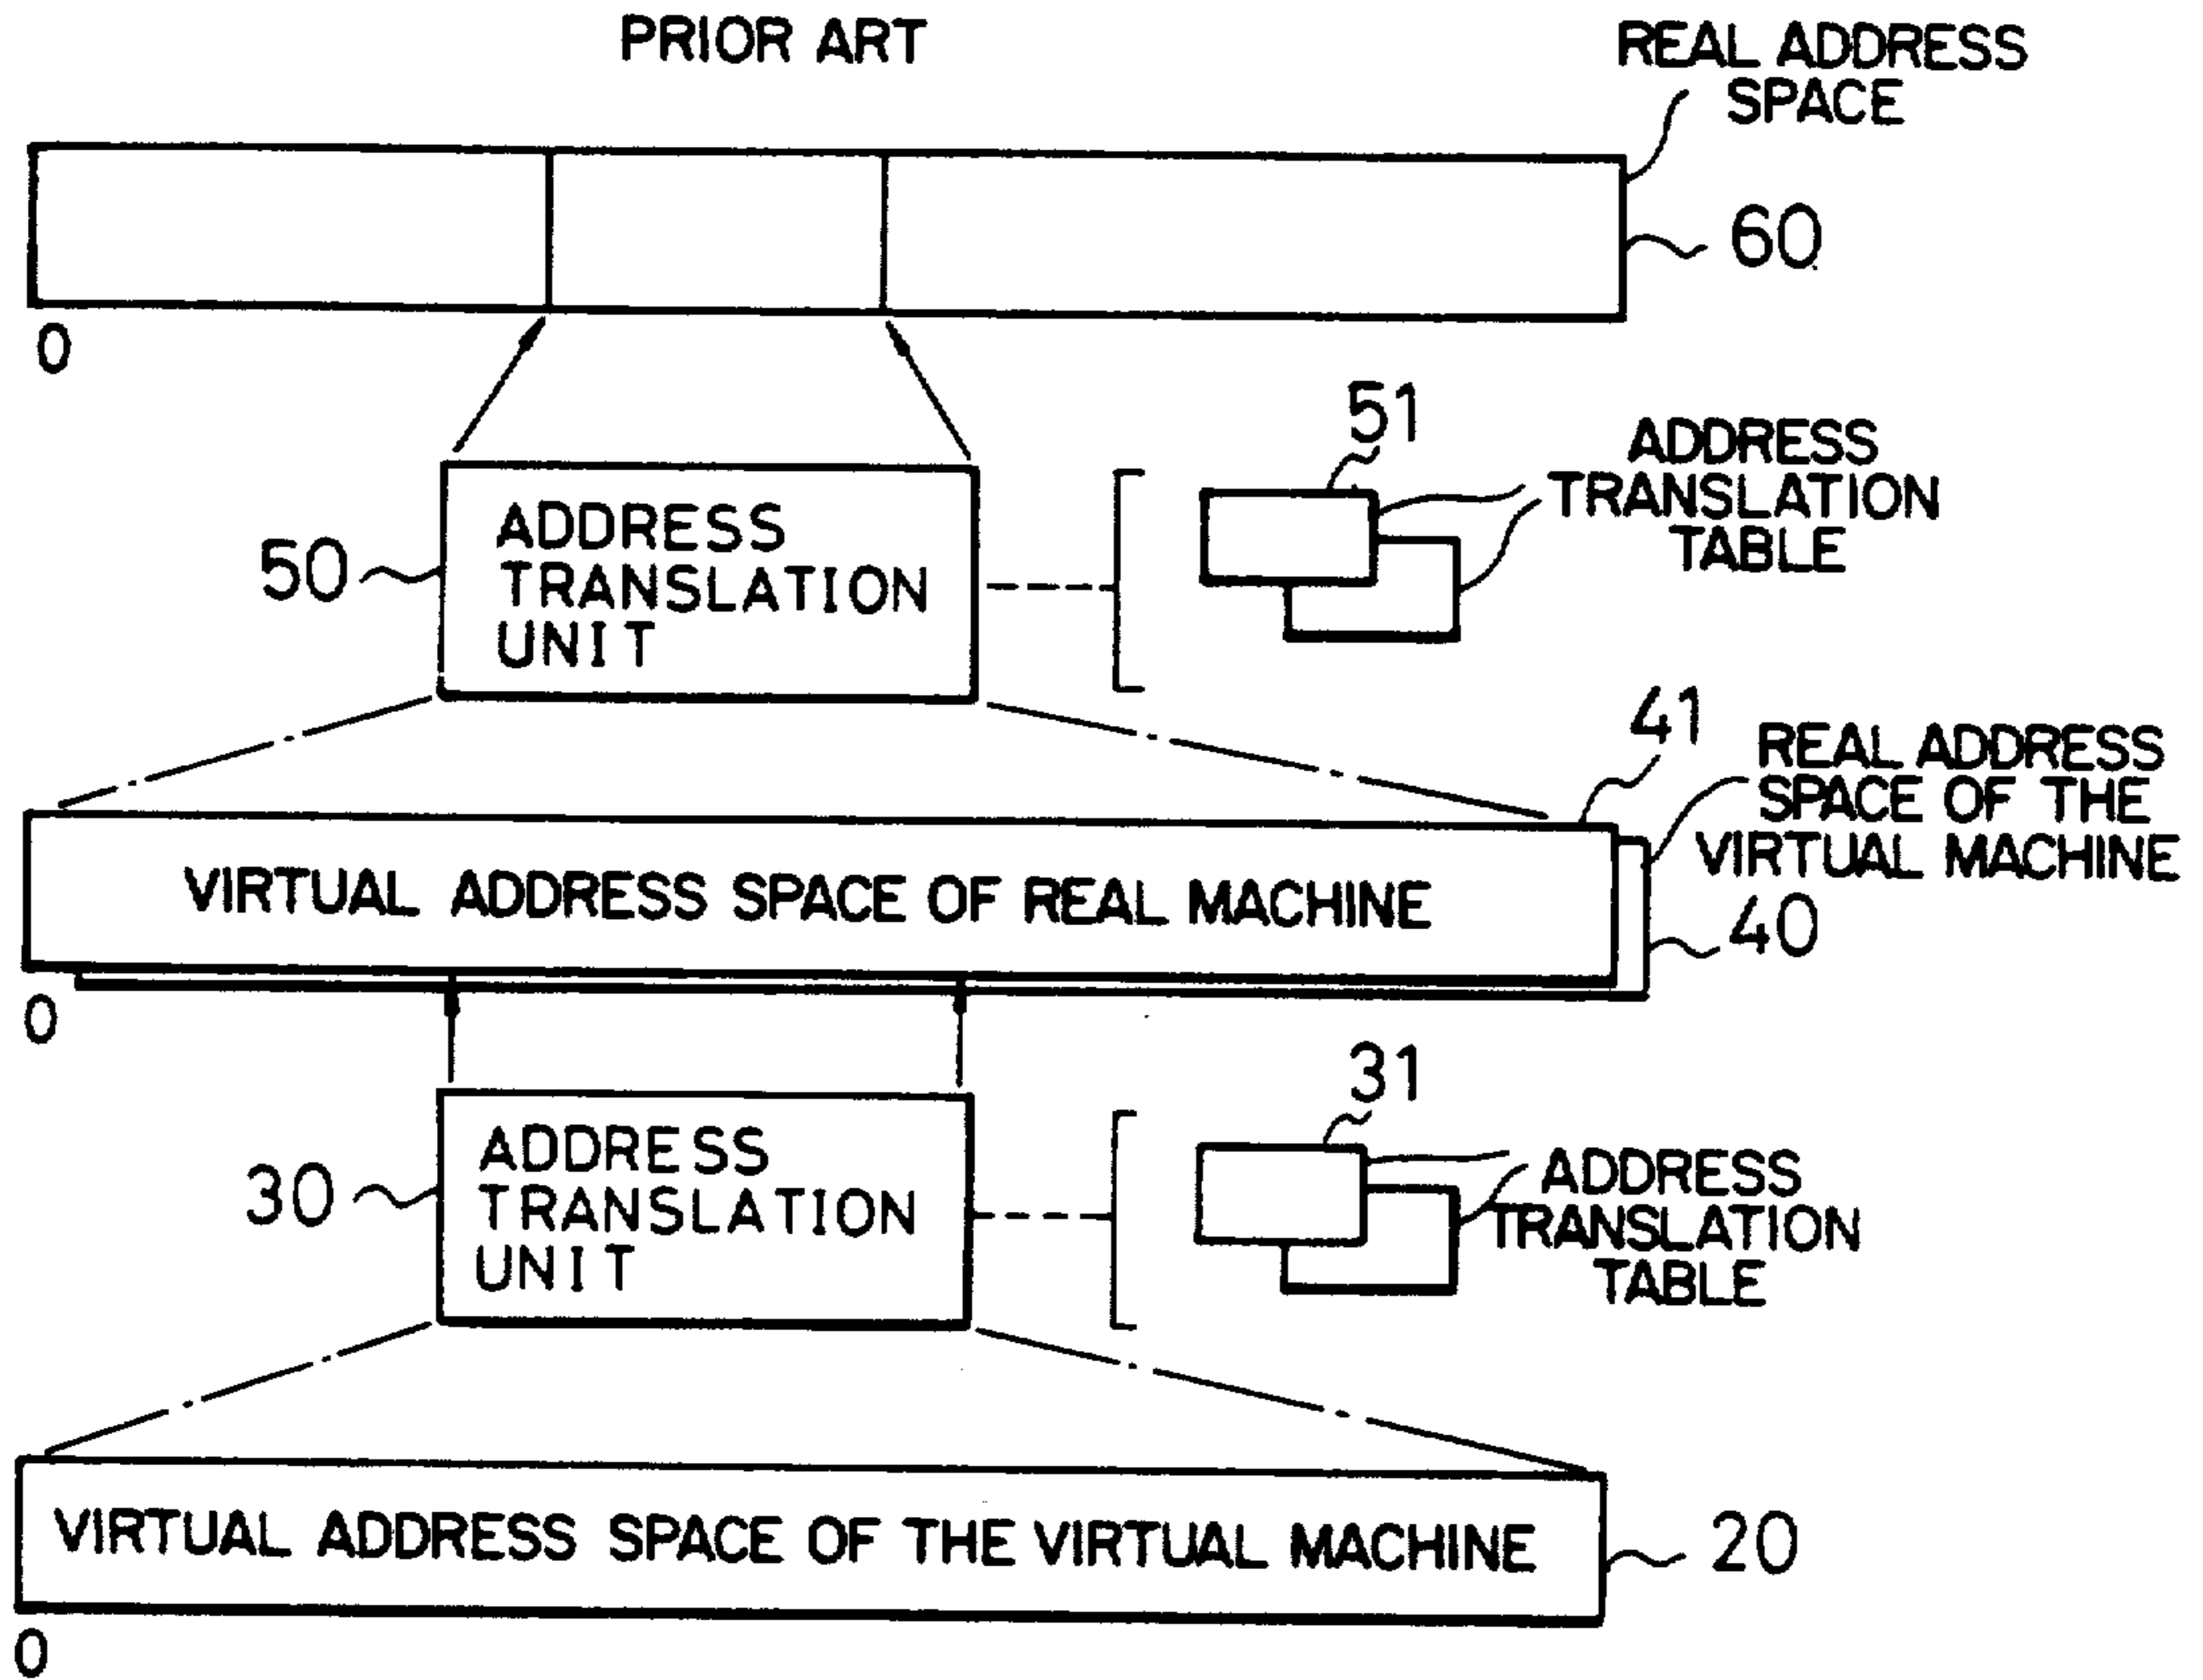 PRIOR ART
REAL ADDRESS
SPACE
60
0
51
ADDRESS
TRANSLATION
TABLE
50
ADDRESS
TRANSLATION
UNIT
41
REAL ADDRESS
SPACE OF THE
VIRTUAL MACHINE
VIRTUAL ADDRESS SPACE OF REAL MACHINE
40
0
31
ADDRESS
TRANSLATION
TABLE
30
ADDRESS
TRANSLATION
UNIT
VIRTUAL ADDRESS SPACE OF THE VIRTUAL MACHINE
20
0